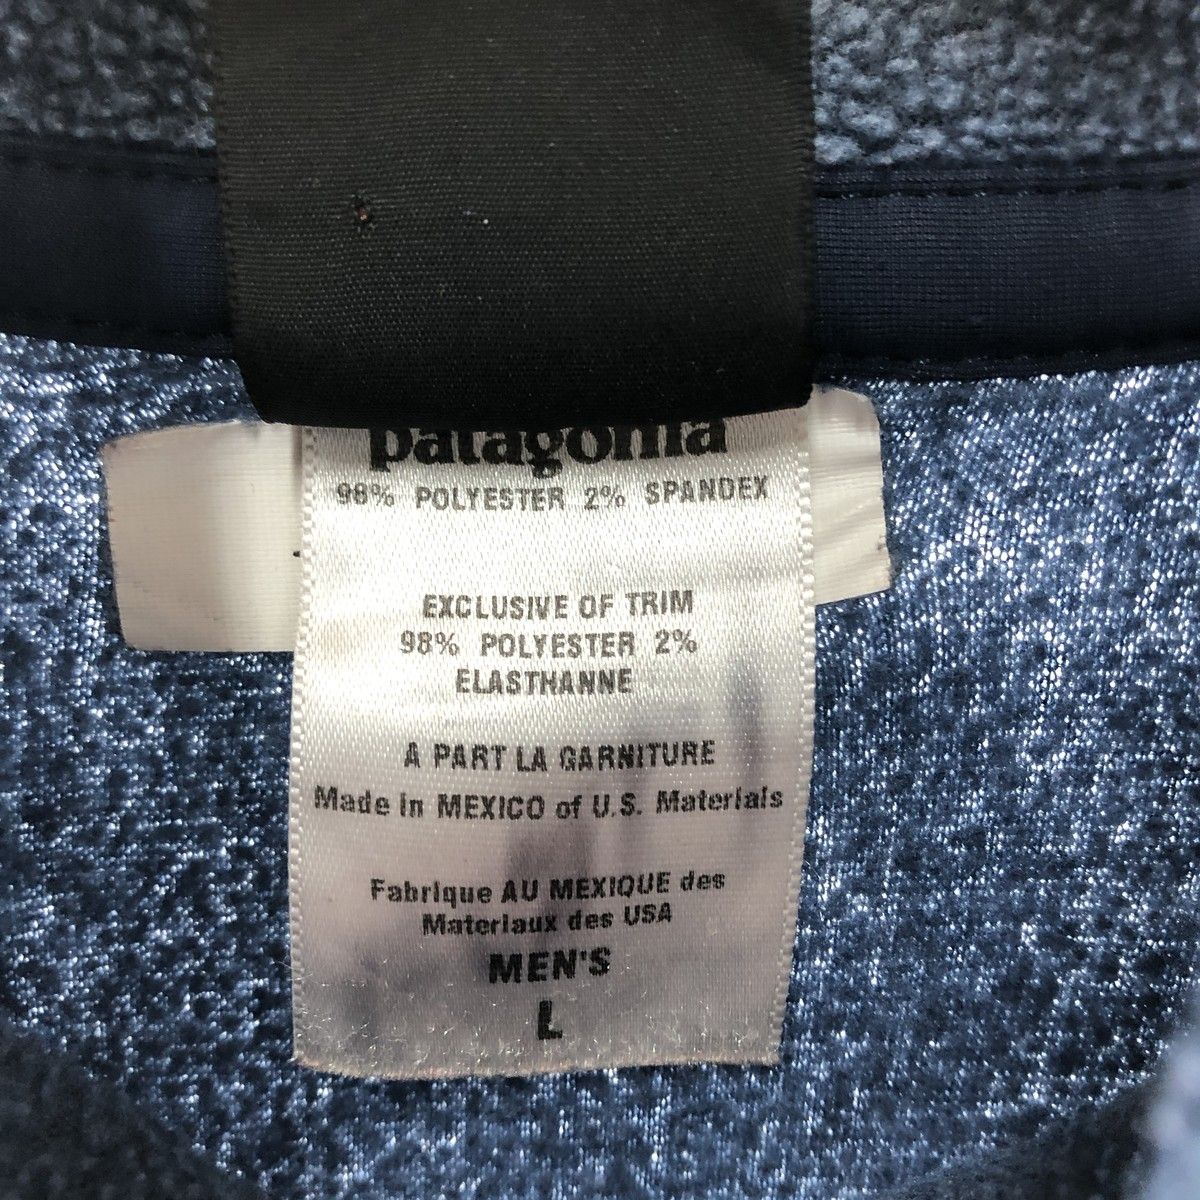 patagonia
98% POLYESTER 2% SPANDEX
EXCLUSIVE OF TRIM
98% POLYESTER 2%
ELASTHANNE
A PART LA GARNITURE
Made in MEXICO of U.S. Materials
Fabrique AU MEXIQUE des
Materiaux des USA
MEN'S
L